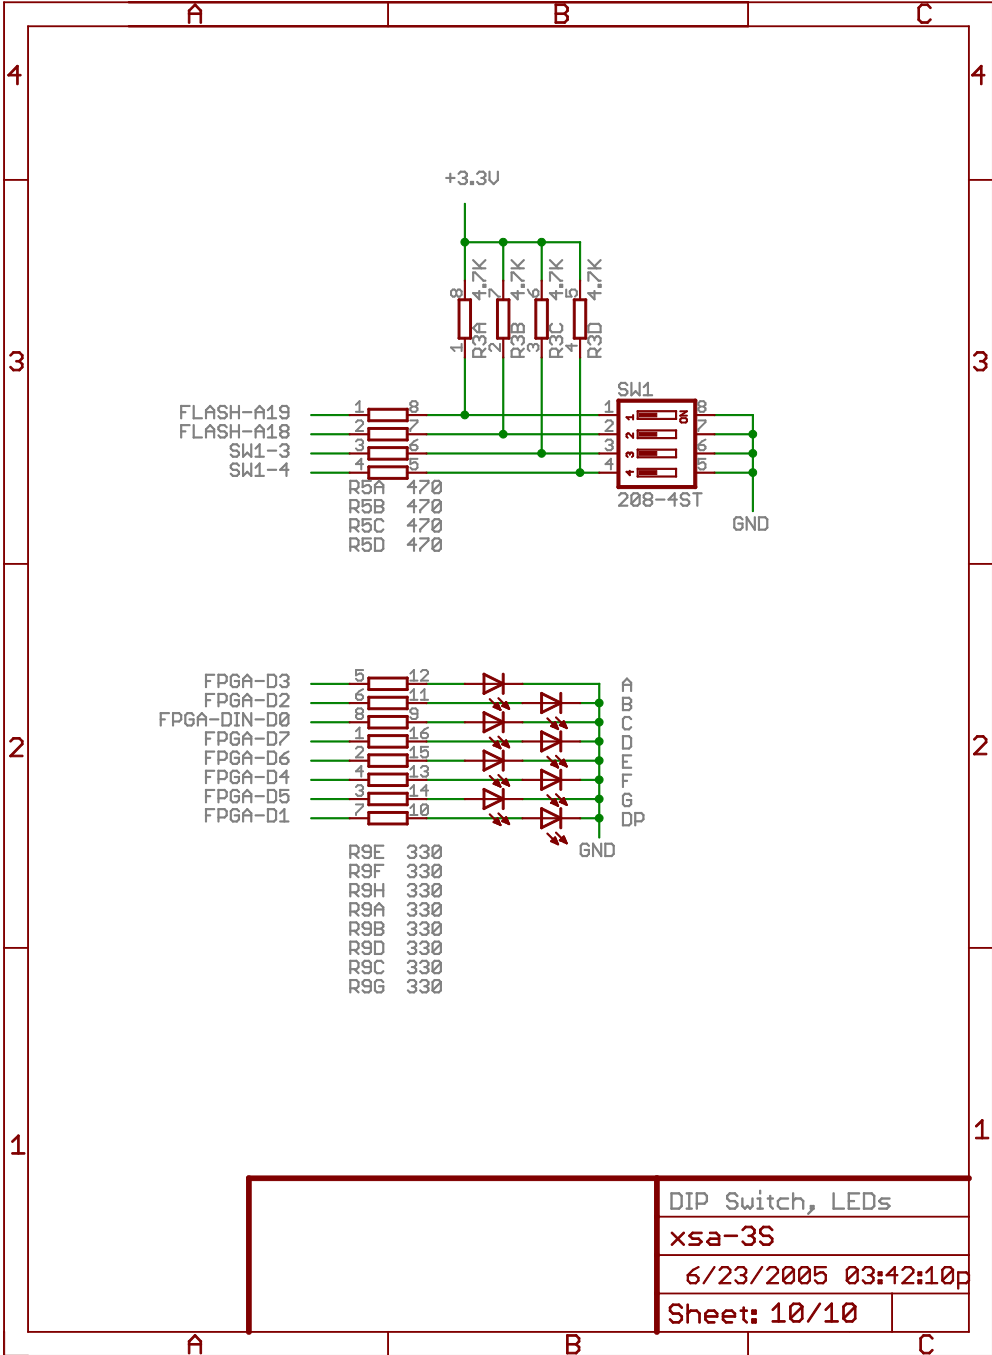 A B C
4 4
+3.3V
8 4.7K 7 4.7K 6 4.7K 5 4.7K
1 R3A 2 R3B 3 R3C 4 R3D
3 3
SW1
FLASH-A19 1 8 1 1 ON 8
FLASH-A18 2 7 2 2 7
SW1-3 3 6 3 3 6
SW1-4 4 5 4 4 5
R5A 470
208-4ST
R5B 470
R5C 470
GND
R5D 470
FPGA-D3 5 12 A
FPGA-D2 6 11 B
FPGA-DIN-D0 8 9 C
FPGA-D7 1 16 D
2 2
FPGA-D6 2 15 E
FPGA-D4 4 13 F
FPGA-D5 3 14 G
FPGA-D1 7 10 DP
GND
R9E 330
R9F 330
R9H 330
R9A 330
R9B 330
R9D 330
R9C 330
R9G 330
1 1
DIP Switch, LEDs
xsa-3S
6/23/2005 03:42:10p
Sheet: 10/10
A B C